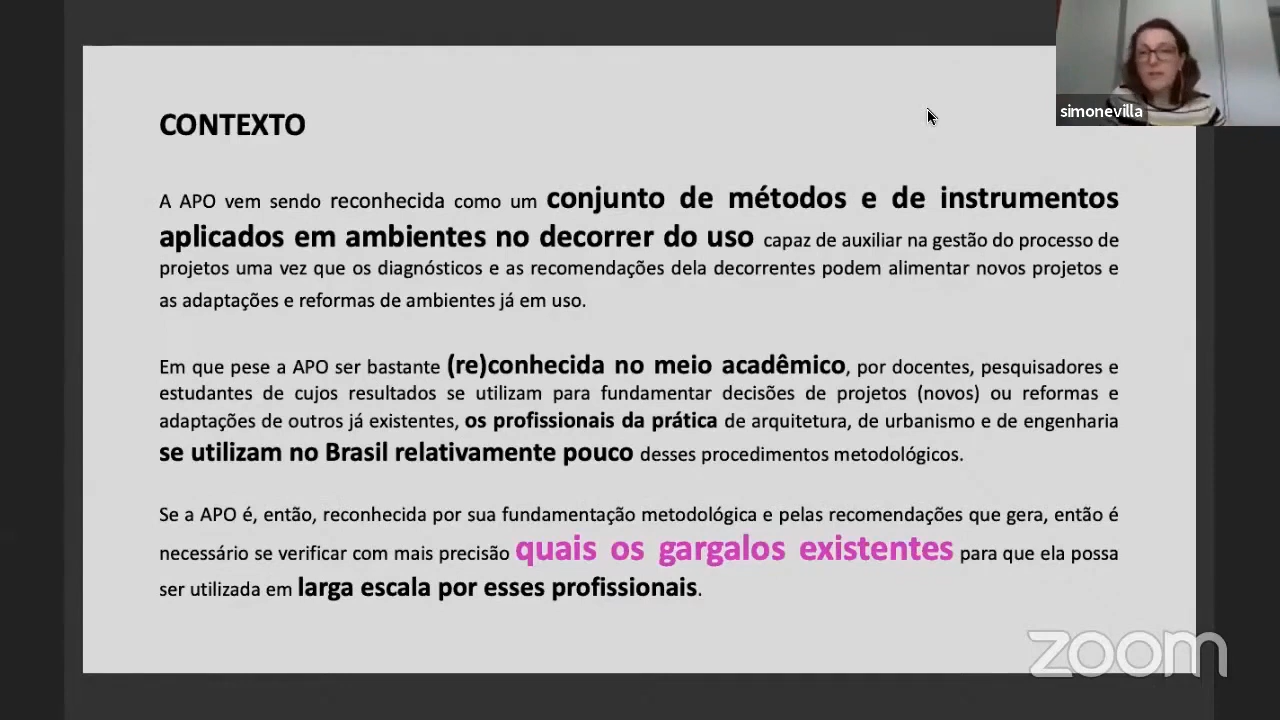 CONTEXTO
A APO vem sendo reconhecida como um conjunto de métodos e de instrumentos
aplicados em ambientes no decorrer do uso capaz de auxiliar na gestão do processo de
projetos uma vez que os diagnósticos e as recomendações dela decorrentes podem alimentar novos projetos e
as adaptações e reformas de ambientes já em uso.
Em que pese a APO ser bastante (re)conhecida no meio acadêmico, por docentes, pesquisadores e
estudantes de cujos resultados se utilizam para fundamentar decisões de projetos (novos) ou reformas e
adaptações de outros já existentes, os profissionais da prática de arquitetura, de urbanismo e de engenharia
se utilizam no Brasil relativamente pouco desses procedimentos metodológicos.
Se a APO é, então, reconhecida por sua fundamentação metodológica e pelas recomendações que gera, então é
necessário se verificar com mais precisão quais os gargalos existentes para que ela possa
ser utilizada em larga escala por esses profissionais.
simonevilla
zoom